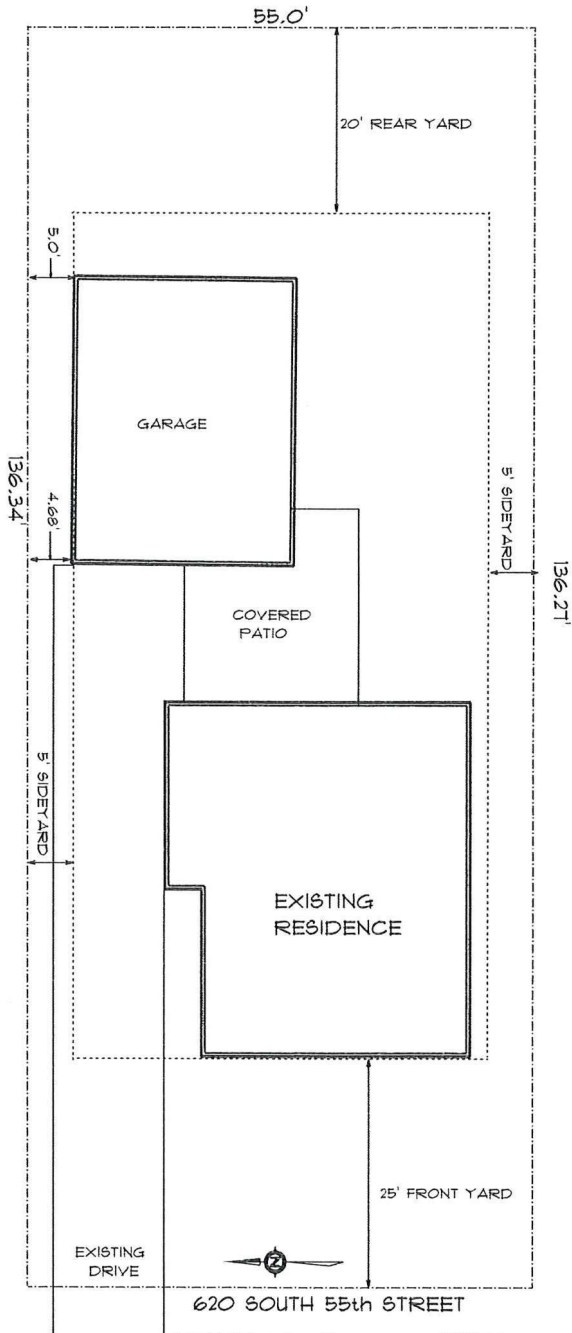 55.0'
20' REAR YARD
5.0'
GARAGE
136.34'
4.68'
5' SIDEYARD
136.27'
COVERED
PATIO
5' SIDEYARD
EXISTING
RESIDENCE
25' FRONT YARD
EXISTING
DRIVE
N
620 SOUTH 55th STREET